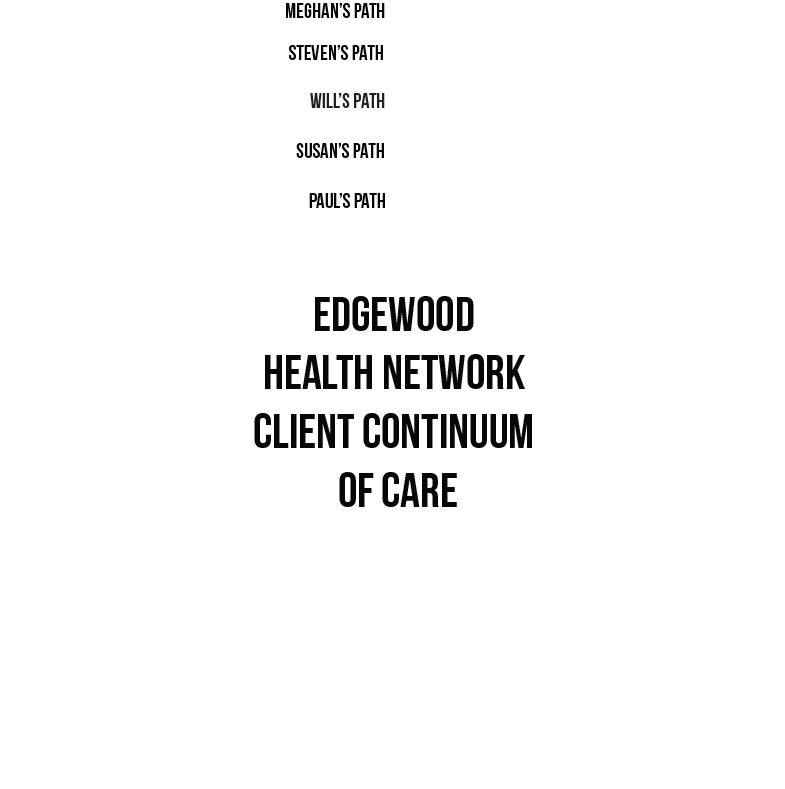 MEGHAN'S PATH
STEVEN'S PATH
WILL'S PATH
SUSAN'S PATH
PAUL'S PATH
EDGEWOOD
HEALTH NETWORK
CLIENT CONTINUUM
OF CARE